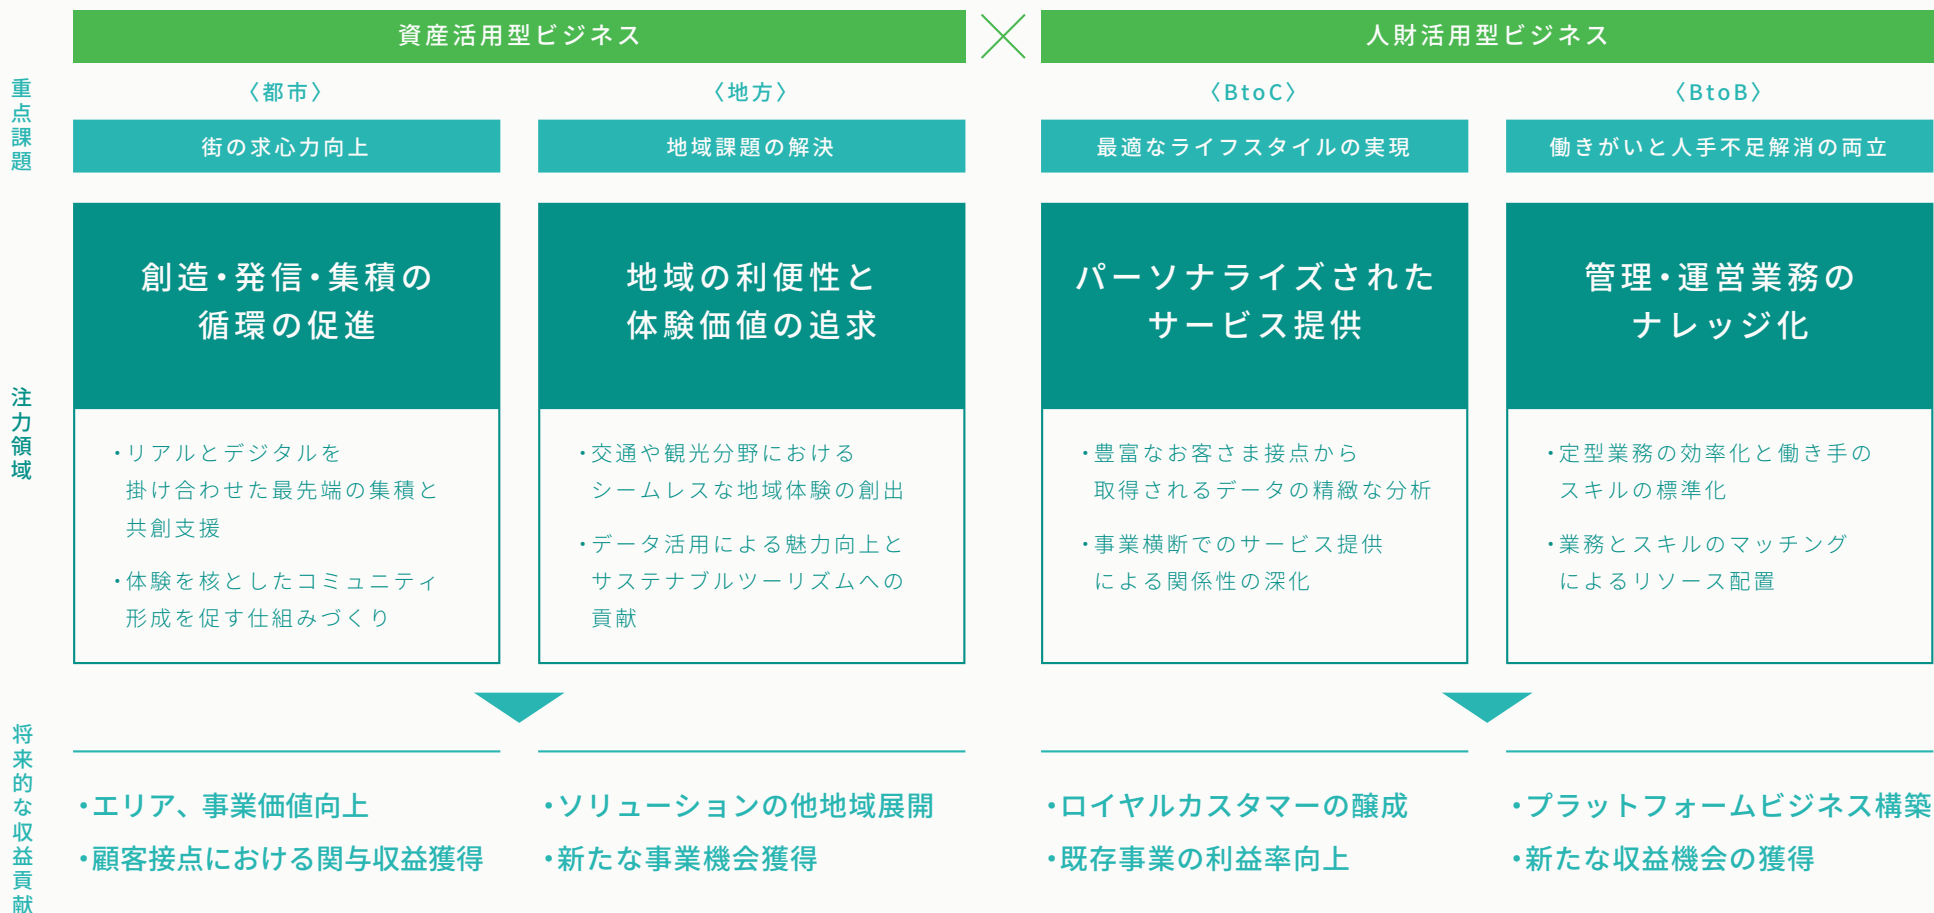 資産活用型ビジネス
人財活用型ビジネス
重点課題
〈都市〉
〈地方〉
〈BtoC〉
〈BtoB〉
街の求心力向上
地域課題の解決
最適なライフスタイルの実現
働きがいと人手不足解消の両立
注力領域
創造・発信・集積の
循環の促進
・リアルとデジタルを
掛け合わせた最先端の集積と
共創支援
・体験を核としたコミュニティ
形成を促す仕組みづくり
地域の利便性と
体験価値の追求
・交通や観光分野における
シームレスな地域体験の創出
・データ活用による魅力向上と
サステナブルツーリズムへの
貢献
パーソナライズされた
サービス提供
・豊富なお客さま接点から
取得されるデータの精緻な分析
・事業横断でのサービス提供
による関係性の深化
管理・運営業務の
ナレッジ化
・定型業務の効率化と働き手の
スキルの標準化
・業務とスキルのマッチング
によるリソース配置
将来的な収益貢献
・エリア、事業価値向上
・顧客接点における関与収益獲得
・ソリューションの他地域展開
・新たな事業機会獲得
・ロイヤルカスタマーの醸成
・既存事業の利益率向上
・プラットフォームビジネス構築
・新たな収益機会の獲得